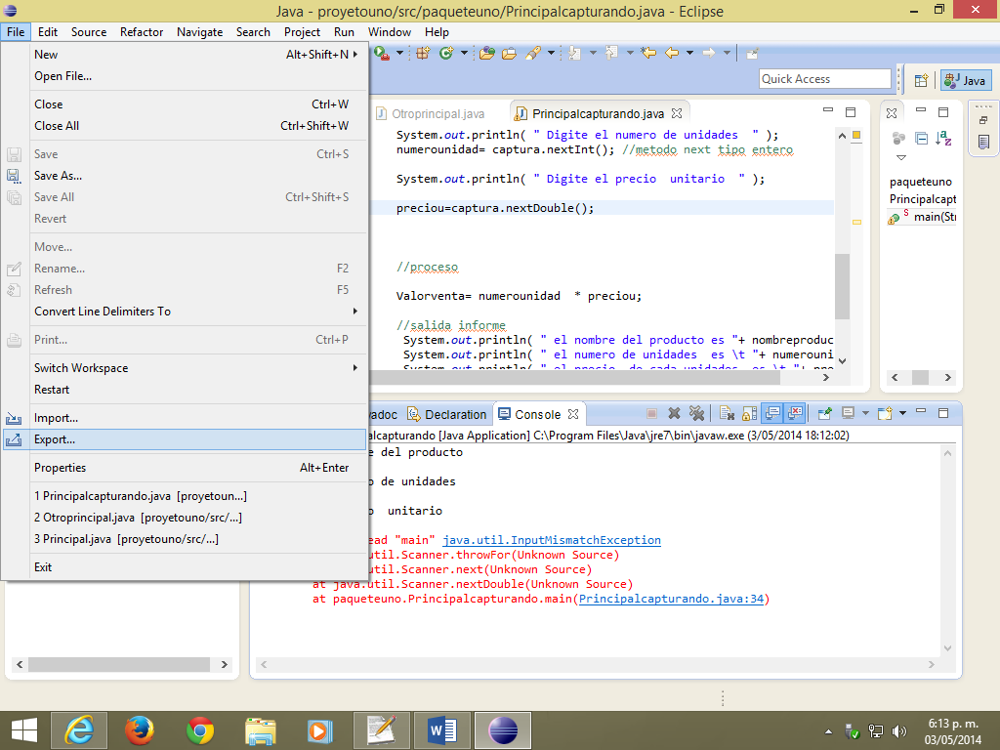 Java - proyetouno/src/paqueteuno/Principalcapturando.java - Eclipse
File Edit Source Refactor Navigate Search Project Run Window Help
New Alt+Shift+N
Open File...
Close Ctrl+W
Close All Ctrl+Shift+W
Save Ctrl+S
Save As...
Save All Ctrl+Shift+S
Revert
Move...
Rename... F2
Refresh F5
Convert Line Delimiters To
Print... Ctrl+P
Switch Workspace
Restart
Import...
Export...
Properties Alt+Enter
1 Principalcapturando.java [proyetoun...]
2 Otroprincipal.java [proyetouno/src/...]
3 Principal.java [proyetouno/src/...]
Exit
Quick Access
Java
Otroprincipal.java Principalcapturando.java
System.out.println( " Digite el numero de unidades " );
numerounidad= captura.nextInt(); //metodo next tipo entero
System.out.println( " Digite el precio unitario " );
preciou=captura.nextDouble();
//proceso
Valorventa= numerounidad * preciou;
//salida informe
System.out.println( " el nombre del producto es "+ nombreproduc
System.out.println( " el numero de unidades es \t "+ numerouni
System.out.println( " el precio de cada unidades es \t "+ pre
paqueteuno
Principalcapt
S main(Str
vadoc Declaration Console
alcapturando [Java Application] C:\Program Files\Java\jre7\bin\javaw.exe (3/05/2014 18:12:02)
e del producto
o de unidades
o unitario
ead "main" java.util.InputMismatchException
util.Scanner.throwFor(Unknown Source)
util.Scanner.next(Unknown Source)
at java.util.Scanner.nextDouble(Unknown Source)
at paqueteuno.Principalcapturando.main(Principalcapturando.java:34)
6:13 p. m.
03/05/2014